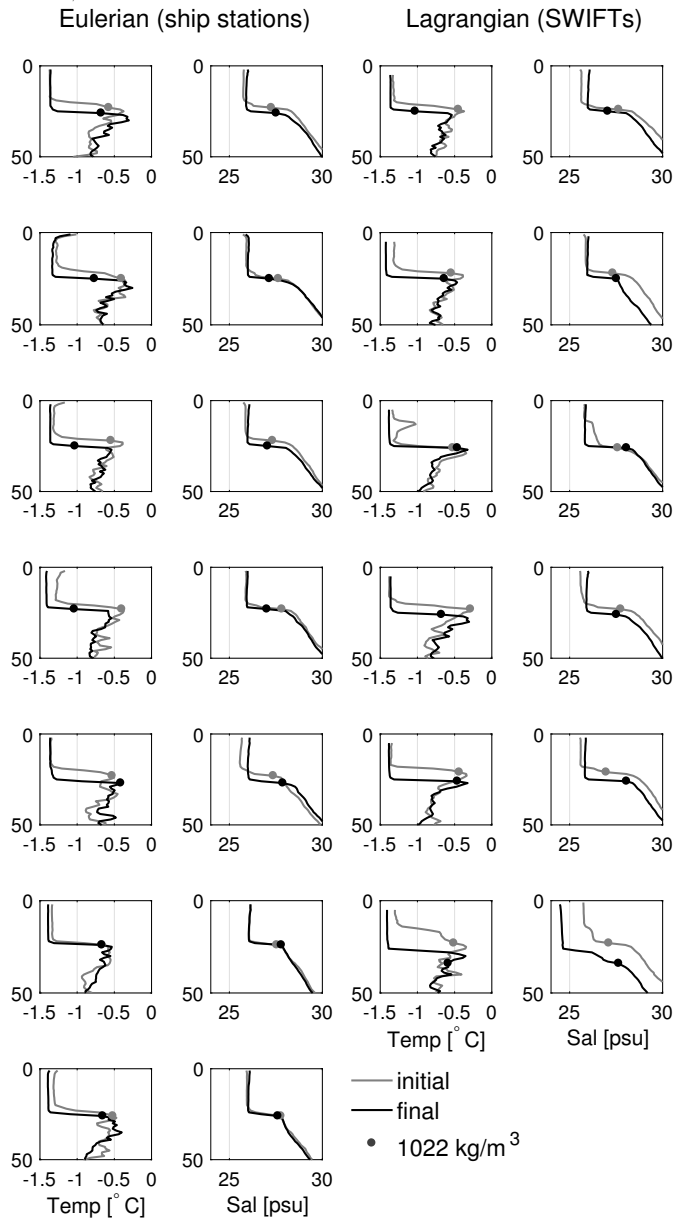 Eulerian (ship stations) Lagrangian (SWIFTs)
0 0 0 0
50 50 50 50
-1.5 -1 -0.5 0 25 30 -1.5 -1 -0.5 0 25 30
0 0 0 0
50 50 50 50
-1.5 -1 -0.5 0 25 30 -1.5 -1 -0.5 0 25 30
0 0 0 0
50 50 50 50
-1.5 -1 -0.5 0 25 30 -1.5 -1 -0.5 0 25 30
0 0 0 0
50 50 50 50
-1.5 -1 -0.5 0 25 30 -1.5 -1 -0.5 0 25 30
0 0 0 0
50 50 50 50
-1.5 -1 -0.5 0 25 30 -1.5 -1 -0.5 0 25 30
0 0 0 0
50 50 50 50
-1.5 -1 -0.5 0 25 30 -1.5 -1 -0.5 0 25 30
Temp [°C] Sal [psu]
0 0
50 50
-1.5 -1 -0.5 0 25 30
Temp [°C] Sal [psu]
initial
final
1022 kg/m³